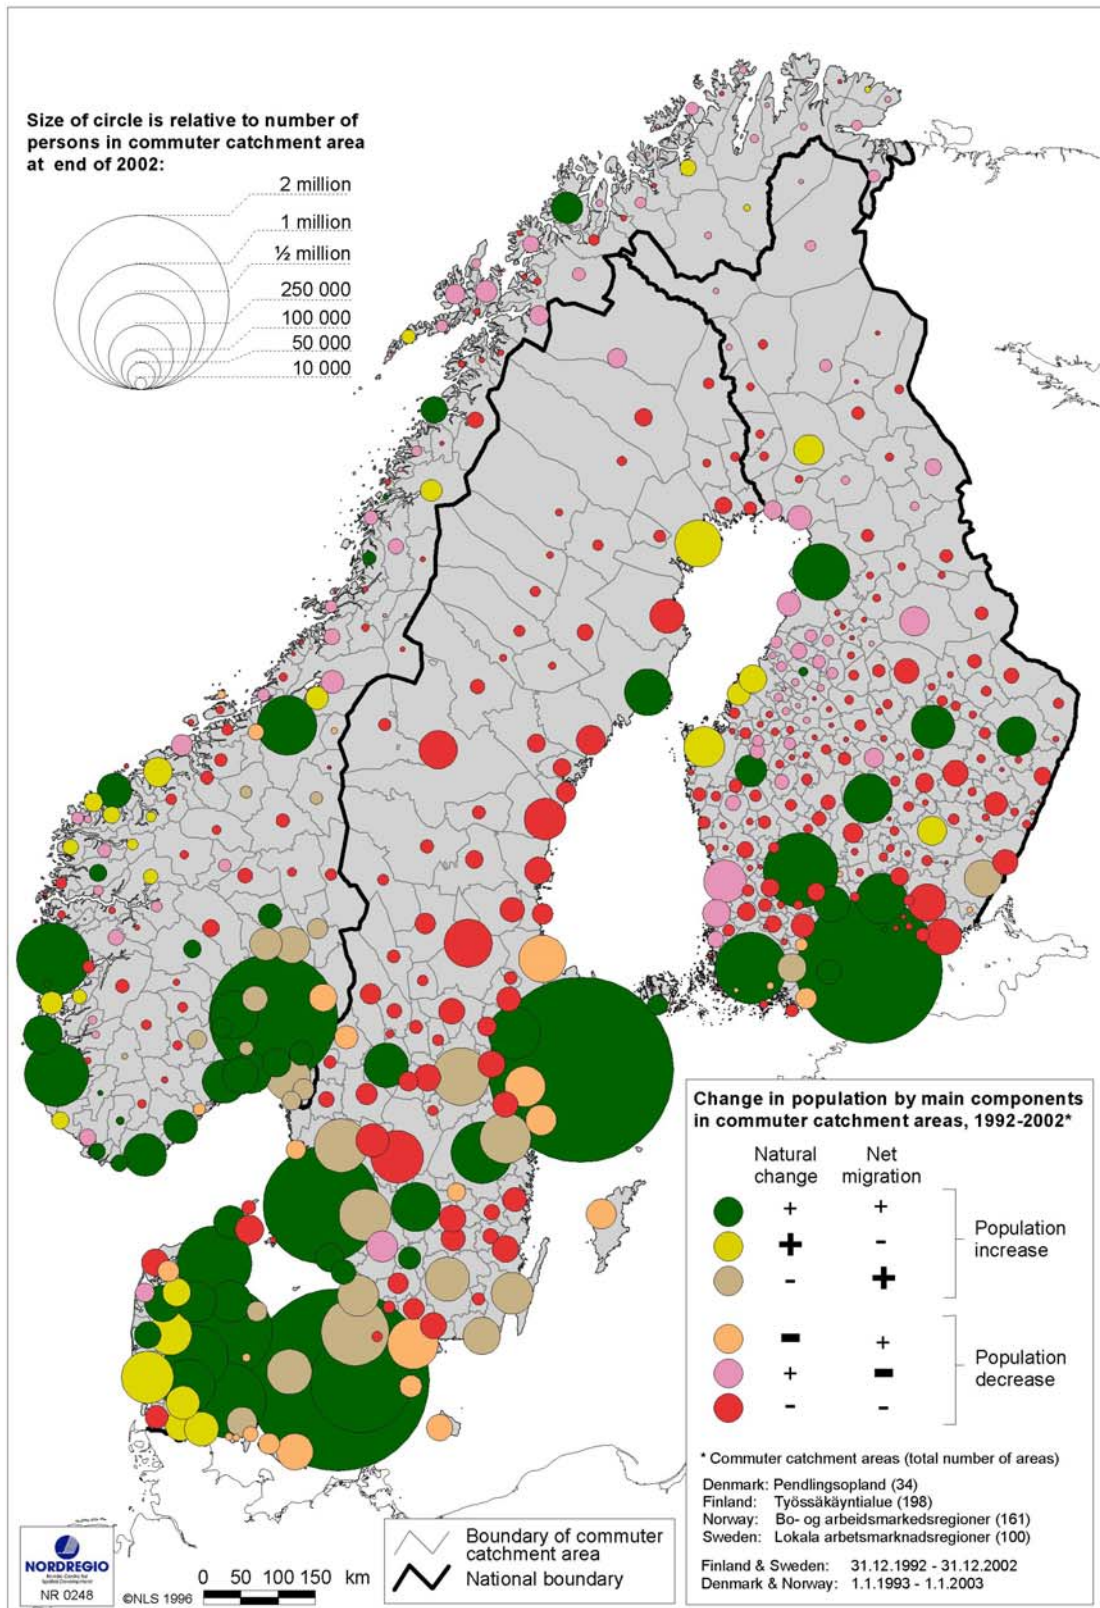 Size of circle is relative to number of
persons in commuter catchment area
at end of 2002:
2 million
1 million
½ million
250 000
100 000
50 000
10 000
Change in population by main components
in commuter catchment areas, 1992-2002*
Natural change
Net migration
+ +
+ -
- +
Population increase
- +
+ -
- -
Population decrease
* Commuter catchment areas (total number of areas)
Denmark: Pendlingsopland (34)
Finland: Työssäkäyntialue (198)
Norway: Bo- og arbeidsmarkedsregioner (161)
Sweden: Lokala arbetsmarknadsregioner (100)
Finland & Sweden: 31.12.1992 - 31.12.2002
Denmark & Norway: 1.1.1993 - 1.1.2003
Boundary of commuter
catchment area
National boundary
NORDREGIO
Nordic Centre for
Spatial Development
NR 0248
©NLS 1996
0 50 100 150 km